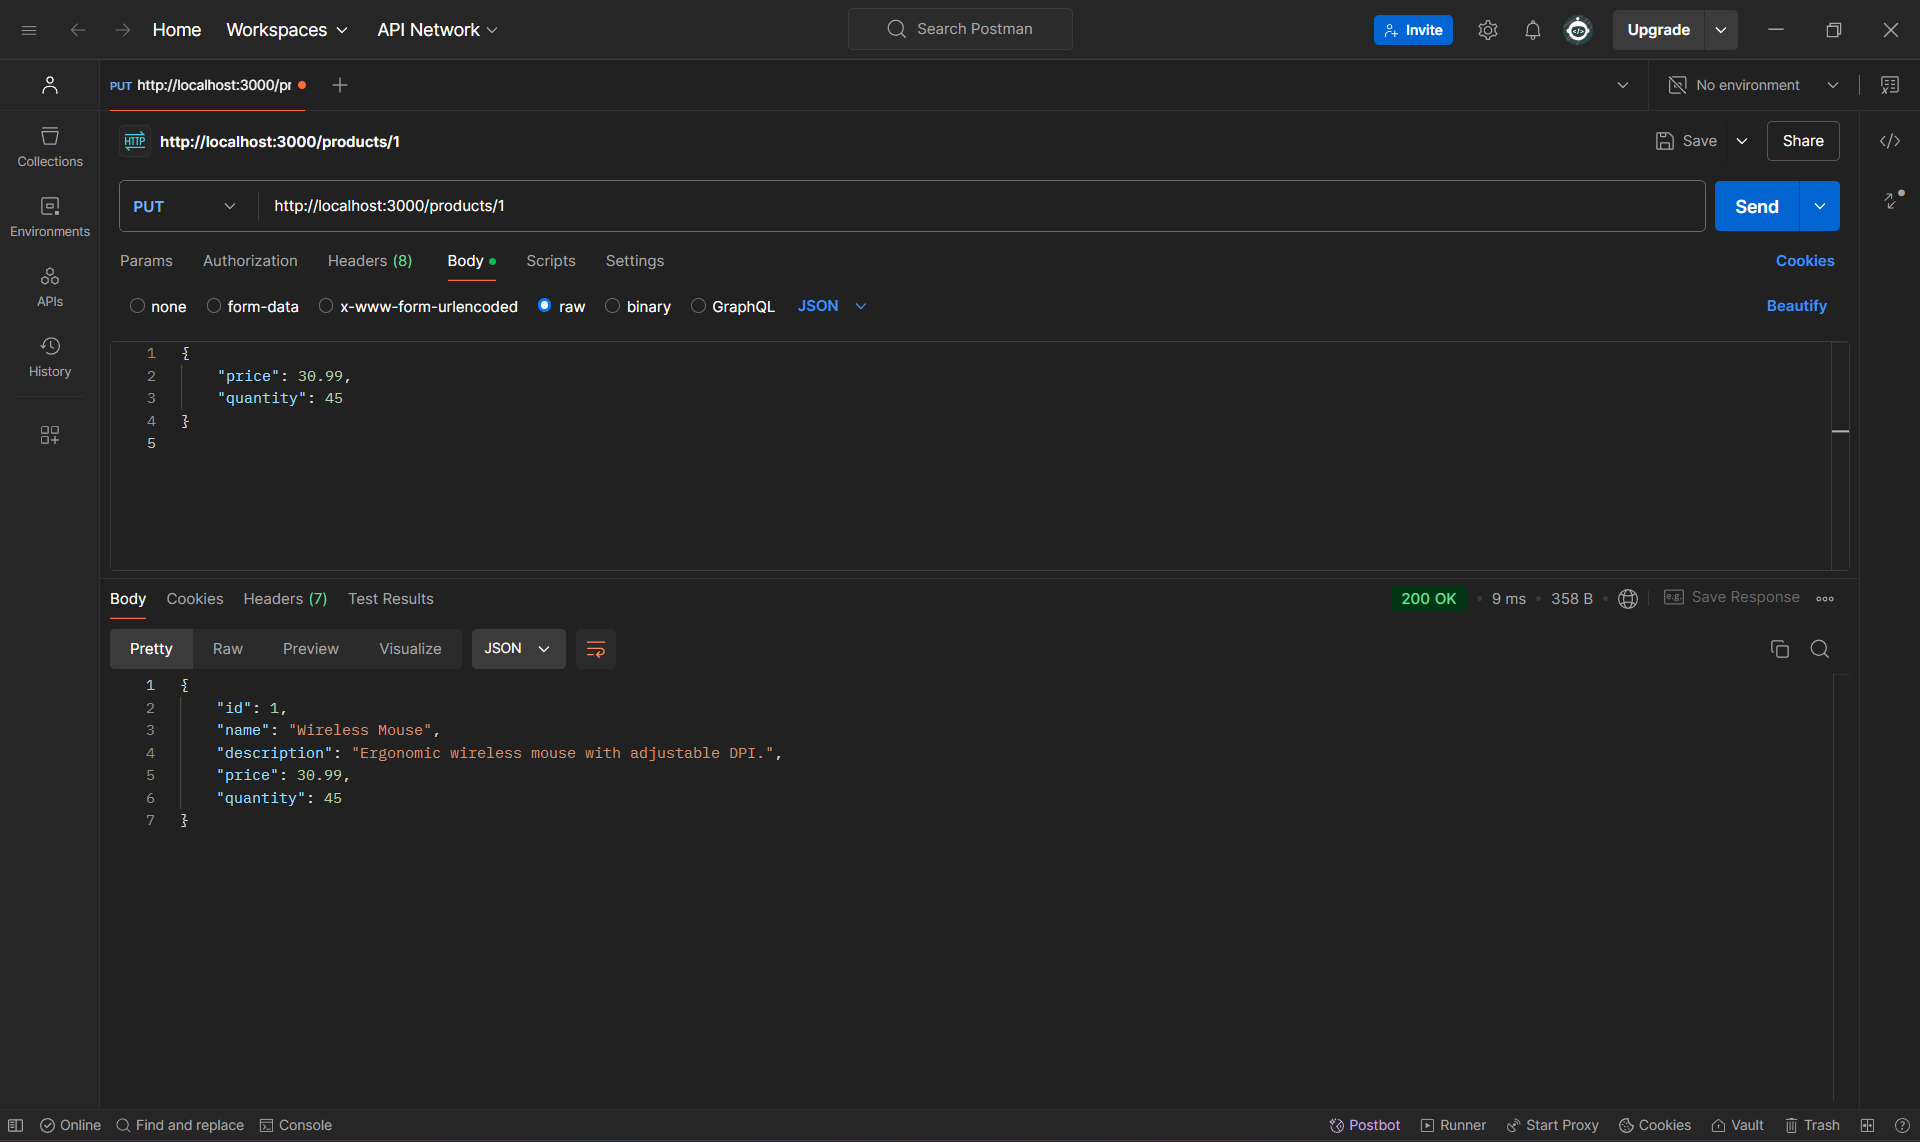 Home Workspaces API Network Search Postman Invite Upgrade
PUT http://localhost:3000/pr No environment
HTTP http://localhost:3000/products/1 Save Share
Collections
Environments
APIs
History
PUT http://localhost:3000/products/1 Send
Params Authorization Headers (8) Body Scripts Settings Cookies
none form-data x-www-form-urlencoded raw binary GraphQL JSON Beautify
1 {
2 "price": 30.99,
3 "quantity": 45
4 }
5
Body Cookies Headers (7) Test Results 200 OK 9 ms 358 B e.g. Save Response
Pretty Raw Preview Visualize JSON
1 {
2 "id": 1,
3 "name": "Wireless Mouse",
4 "description": "Ergonomic wireless mouse with adjustable DPI.",
5 "price": 30.99,
6 "quantity": 45
7 }
Online Find and replace Console Postbot Runner Start Proxy Cookies Vault Trash